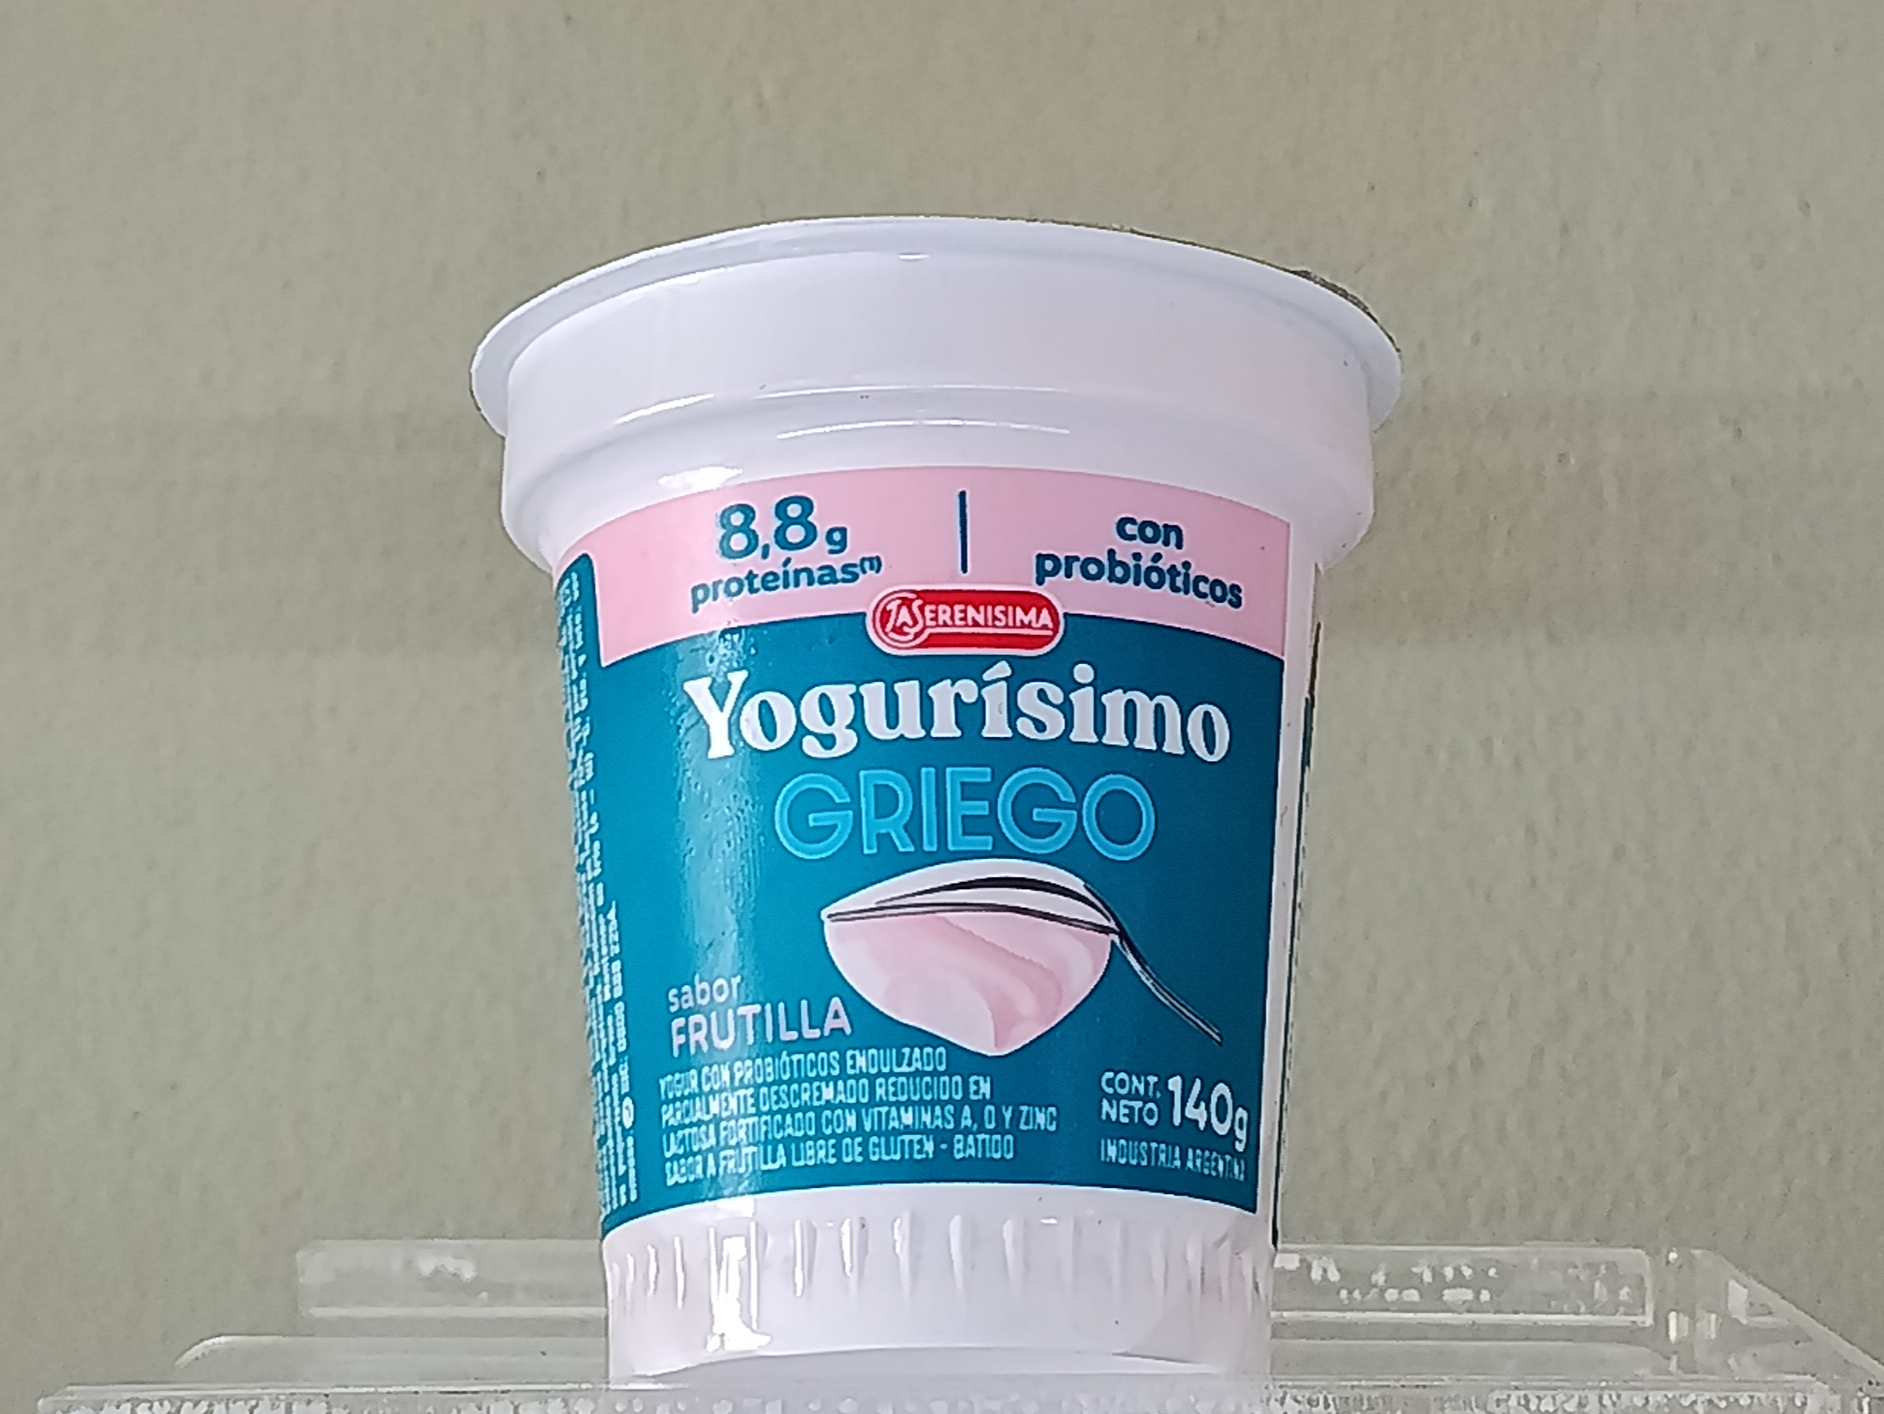 8,8g
proteínas(1)
con
probióticos
LASERENISIMA
Yogurísimo
GRIEGO
sabor
FRUTILLA
YOGUR CON PROBIÓTICOS ENDULZADO
PARCIALMENTE DESCREMADO REDUCIDO EN
LACTOSA FORTIFICADO CON VITAMINAS A, D Y ZINC
SABOR A FRUTILLA LIBRE DE GLUTEN - BATIDO
CONT.
NETO 140g
INDUSTRIA ARGENTINA